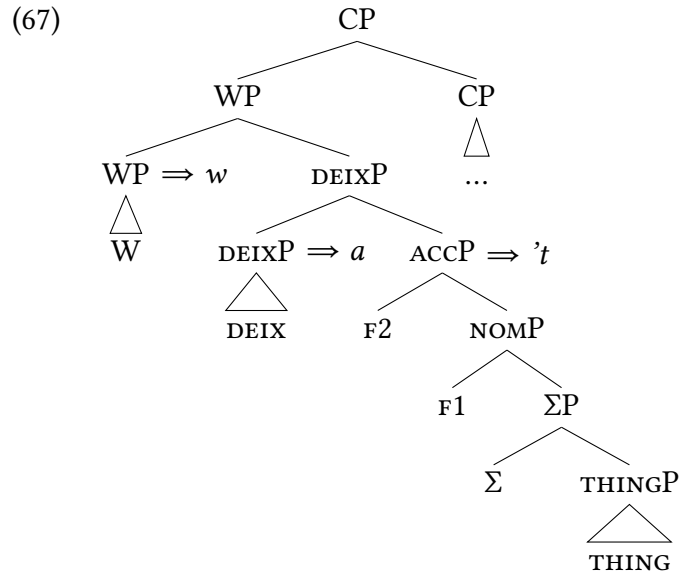 (67) CP
WP CP
WP ⇒ w DEIXP ...
W DEIXP ⇒ a ACCP ⇒ 't
DEIX F2 NOMP
F1 ΣP
Σ THINGP
THING